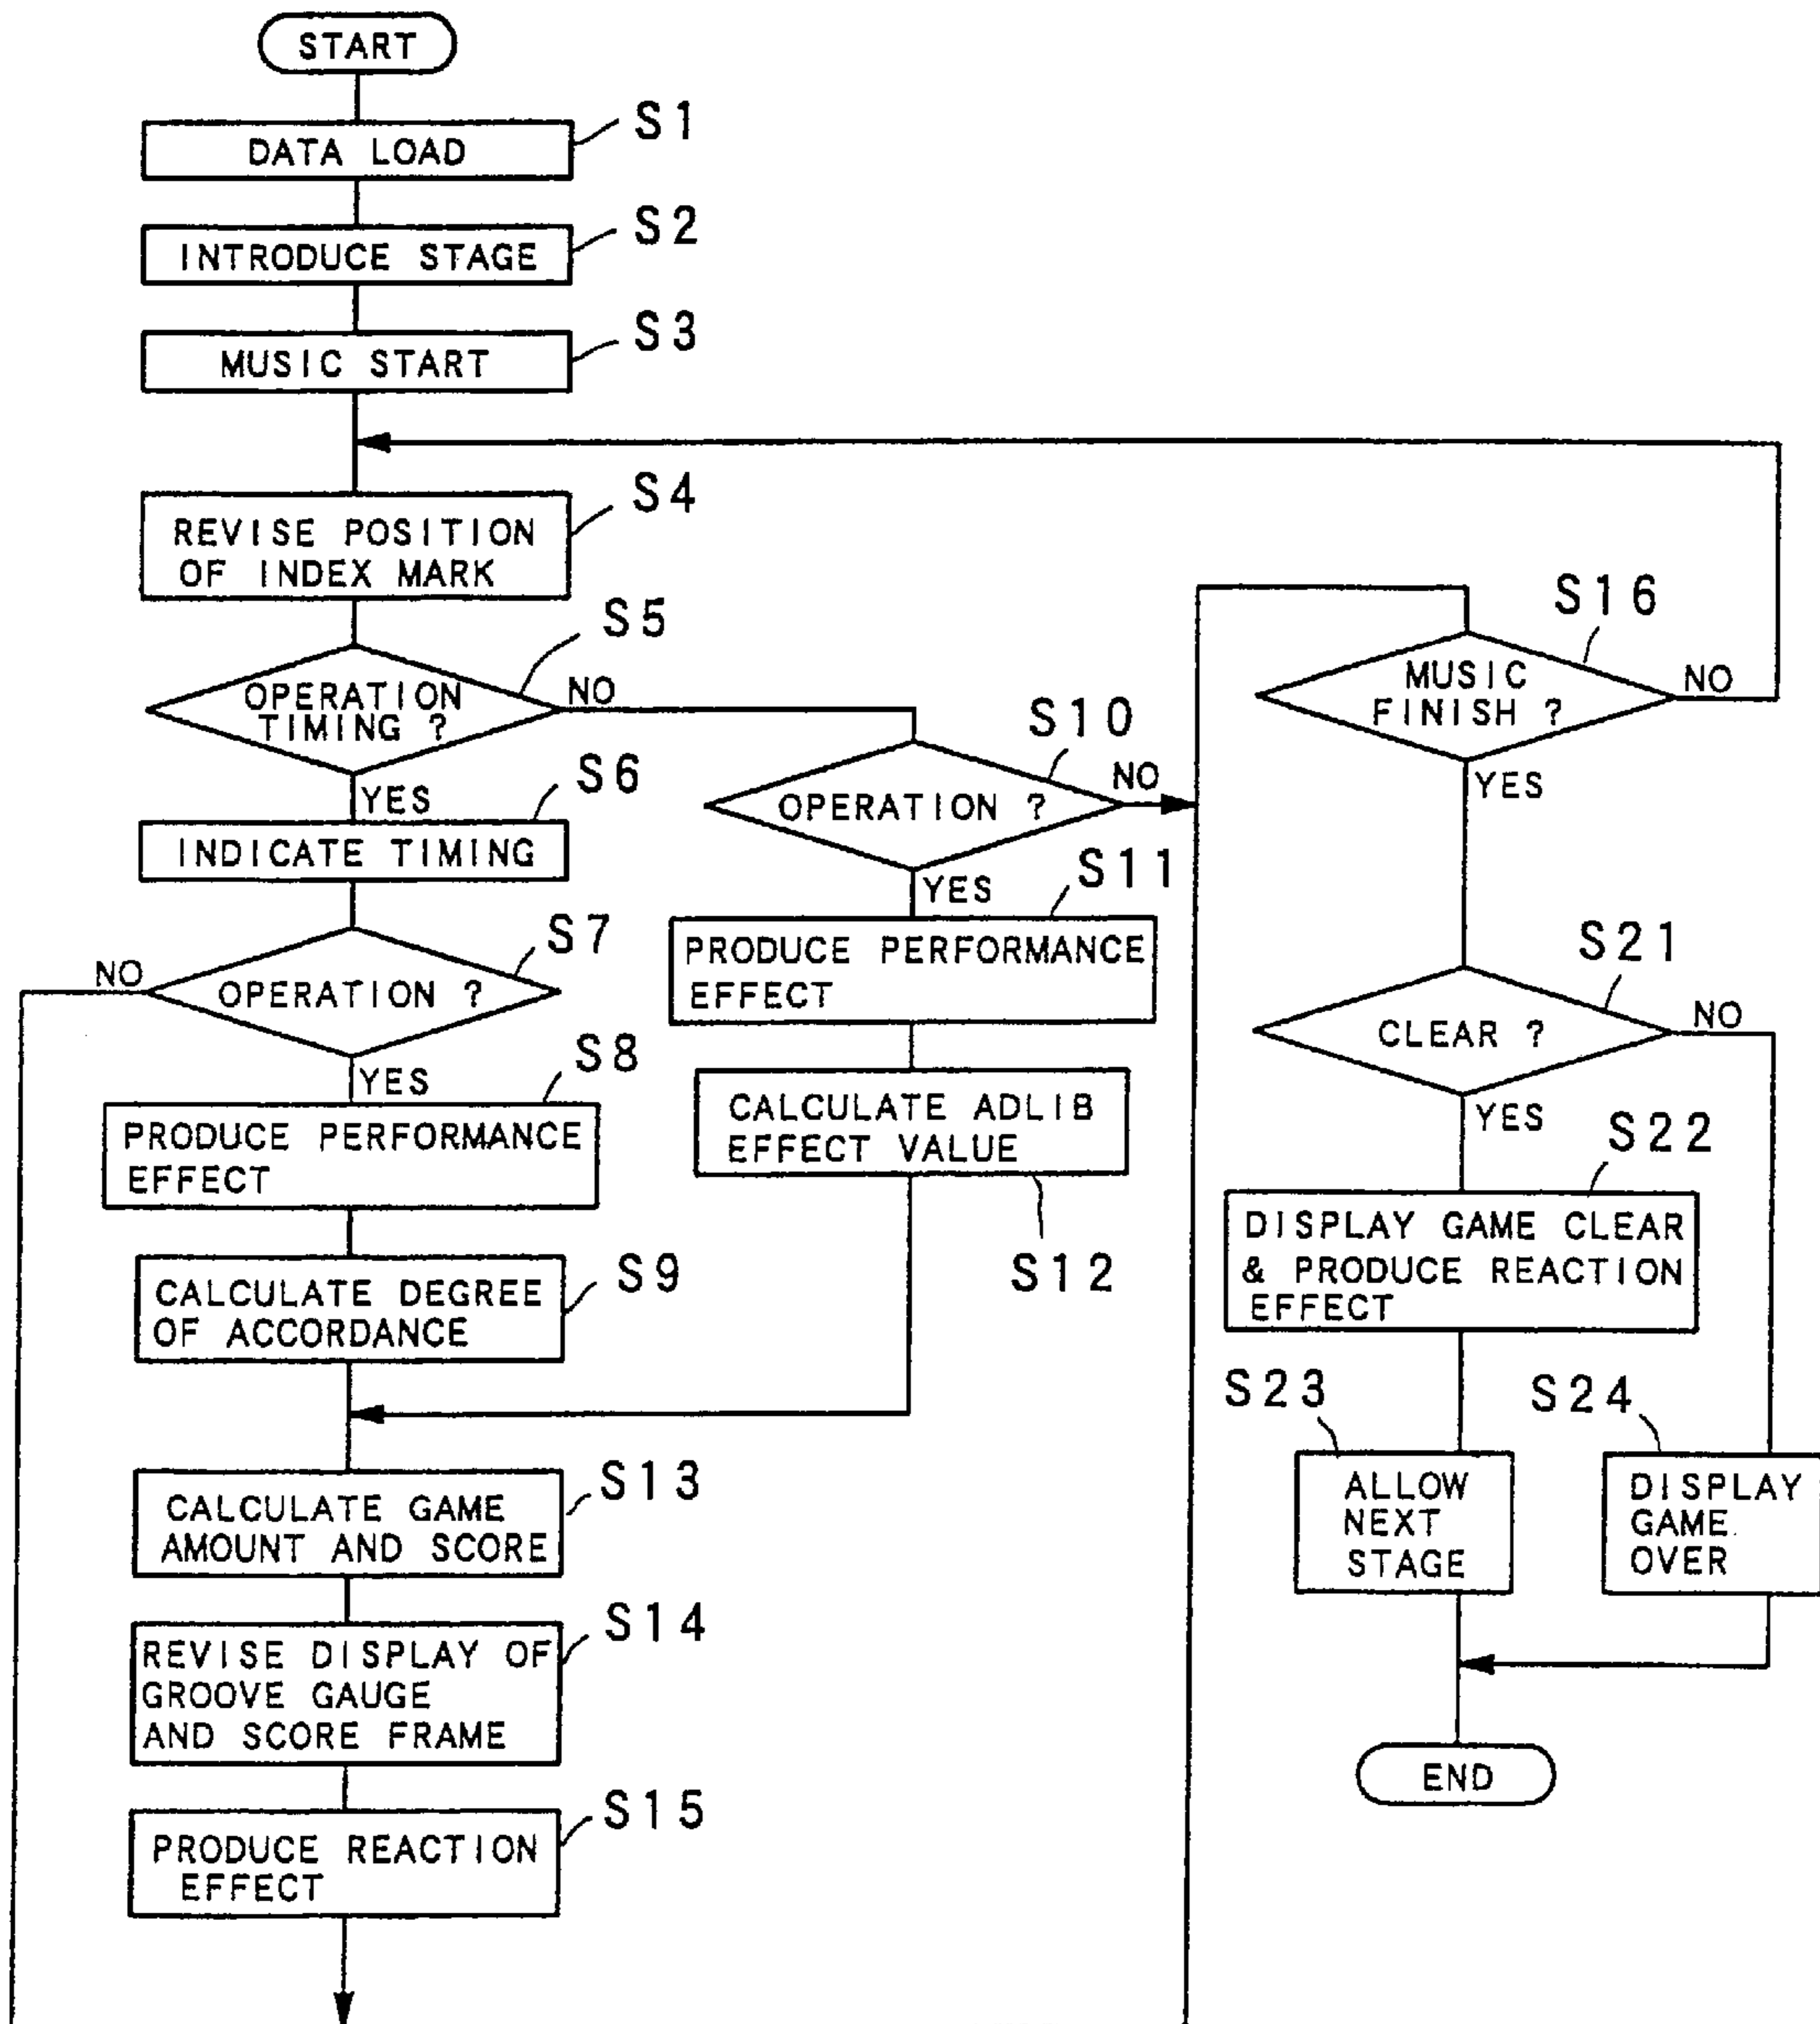 START
S1
DATA LOAD
S2
INTRODUCE STAGE
S3
MUSIC START
S4
REVISE POSITION
OF INDEX MARK
S5
OPERATION
TIMING ?
NO
YES
S6
INDICATE TIMING
S7
NO
OPERATION ?
YES
S8
PRODUCE PERFORMANCE
EFFECT
S9
CALCULATE DEGREE
OF ACCORDANCE
S10
OPERATION ?
NO
YES
S11
PRODUCE PERFORMANCE
EFFECT
CALCULATE ADLIB
EFFECT VALUE
S12
S13
CALCULATE GAME
AMOUNT AND SCORE
S14
REVISE DISPLAY OF
GROOVE GAUGE
AND SCORE FRAME
S15
PRODUCE REACTION
EFFECT
S16
MUSIC
FINISH ?
NO
YES
S21
CLEAR ?
NO
YES
S22
DISPLAY GAME CLEAR
& PRODUCE REACTION
EFFECT
S23
ALLOW
NEXT
STAGE
S24
DISPLAY
GAME
OVER
END